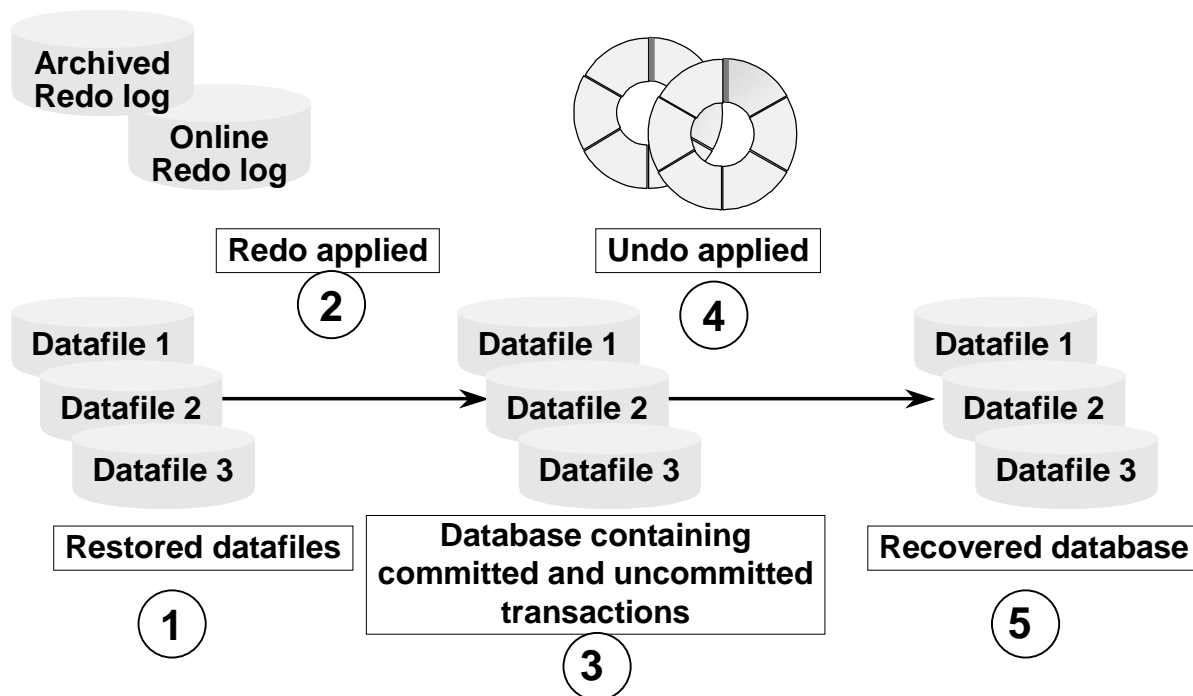 Archived
Redo log
Online
Redo log
Redo applied
2
Undo applied
4
Datafile 1
Datafile 2
Datafile 3
Datafile 1
Datafile 2
Datafile 3
Datafile 1
Datafile 2
Datafile 3
Restored datafiles
1
Database containing
committed and uncommitted
transactions
3
Recovered database
5